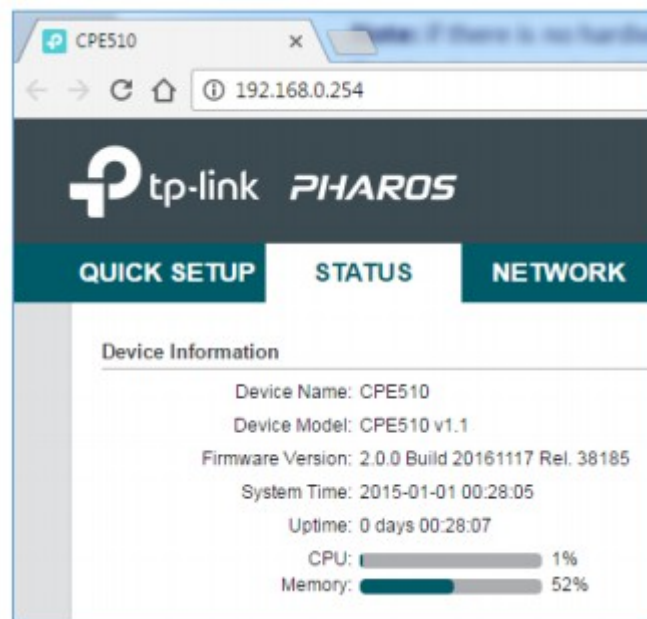 CPE510
192.168.0.254
tp-link PHAROS
QUICK SETUP STATUS NETWORK
Device Information
Device Name: CPE510
Device Model: CPE510 v1.1
Firmware Version: 2.0.0 Build 20161117 Rel. 38185
System Time: 2015-01-01 00:28:05
Uptime: 0 days 00:28:07
CPU: 1%
Memory: 52%